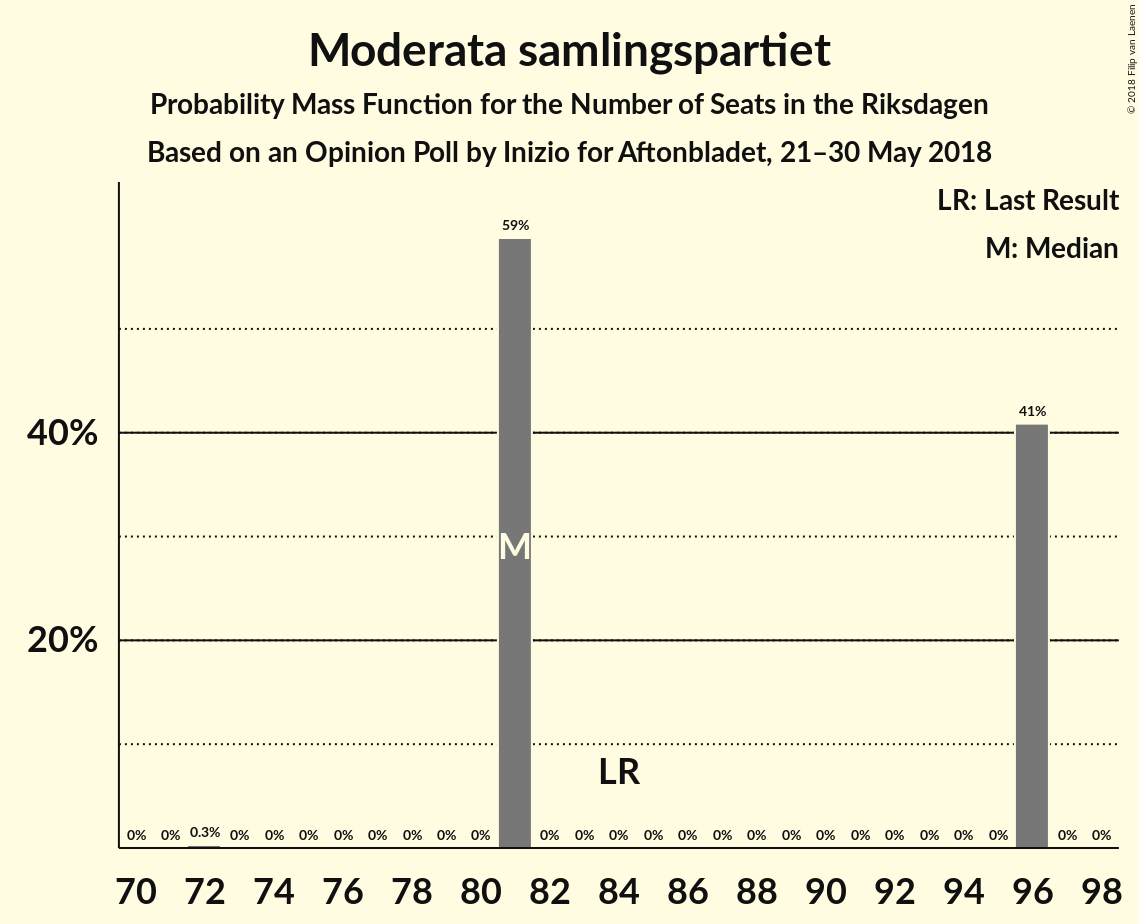 Moderata samlingspartiet
Probability Mass Function for the Number of Seats in the Riksdagen
Based on an Opinion Poll by Inizio for Aftonbladet, 21–30 May 2018
© 2018 Filip van Laenen
LR: Last Result
M: Median
59%
41%
40%
M
20%
LR
0% 0% 0.3% 0% 0% 0% 0% 0% 0% 0% 0% 0% 0% 0% 0% 0% 0% 0% 0% 0% 0% 0% 0% 0% 0% 0% 0%
70 72 74 76 78 80 82 84 86 88 90 92 94 96 98